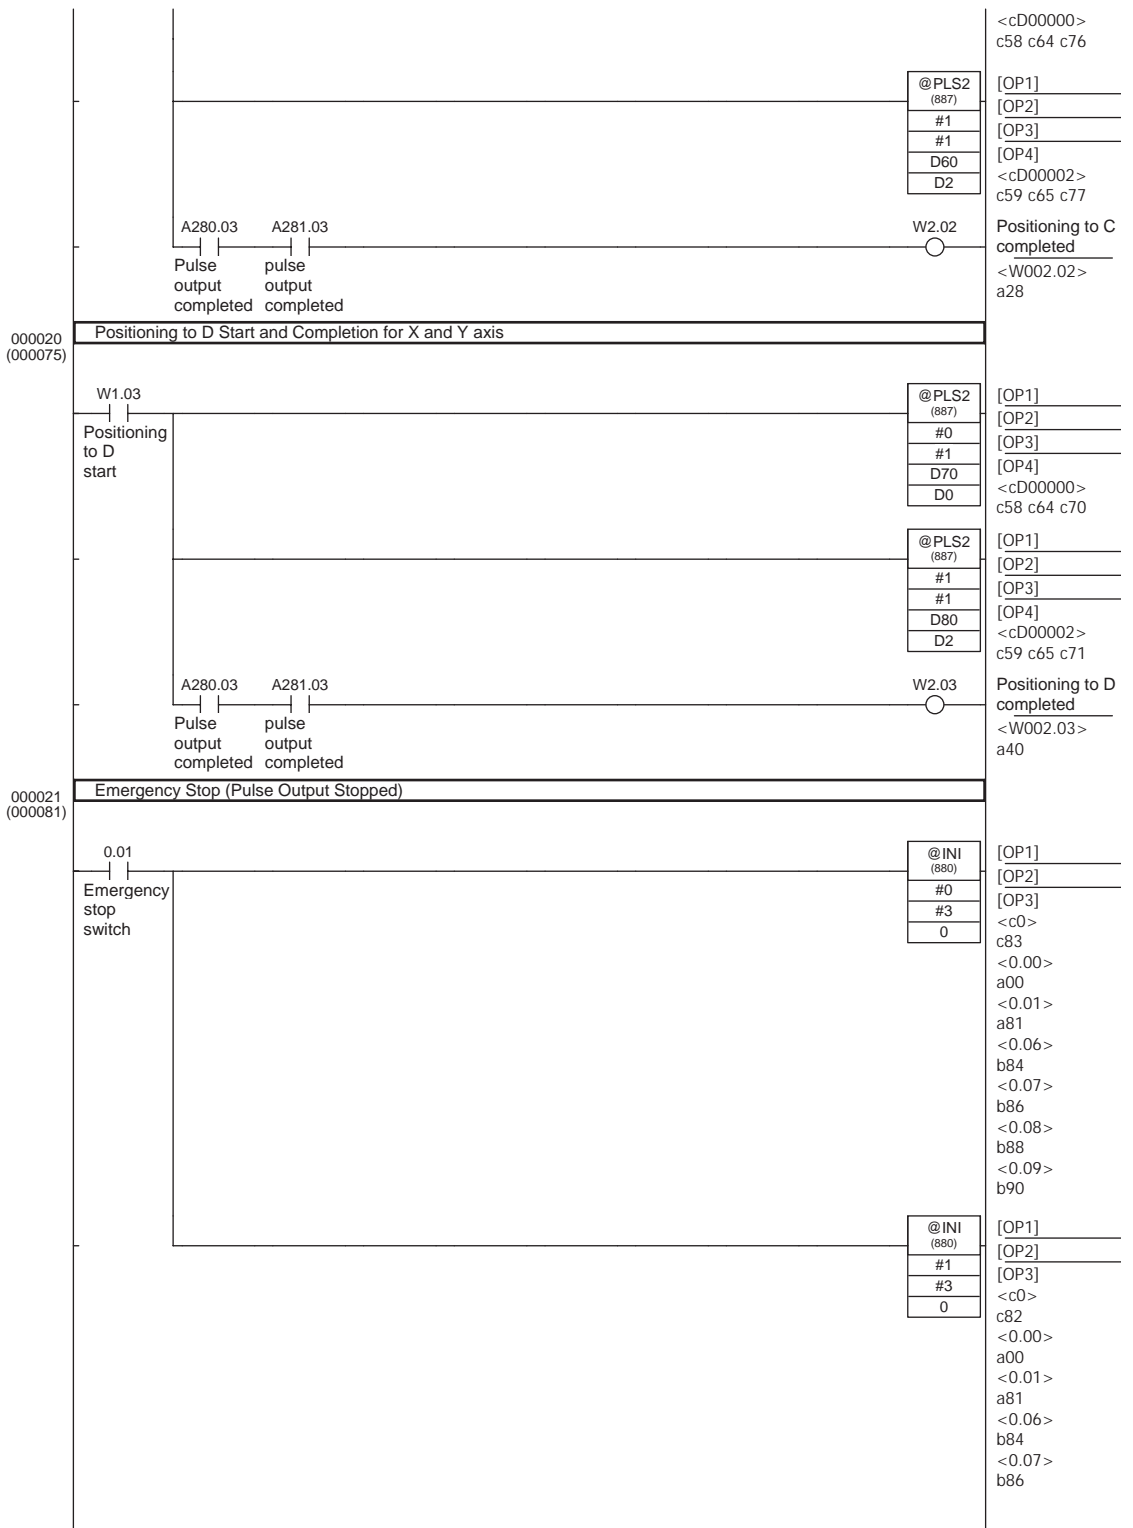 <cD00000>
c58 c64 c76
@PLS2
(887)
#1
#1
D60
D2
[OP1]
[OP2]
[OP3]
[OP4]
<cD00002>
c59 c65 c77
A280.03
A281.03
W2.02
Pulse
output
completed
pulse
output
completed
Positioning to C
completed
<W002.02>
a28
000020
(000075)
Positioning to D Start and Completion for X and Y axis
W1.03
Positioning
to D
start
@PLS2
(887)
#0
#1
D70
D0
[OP1]
[OP2]
[OP3]
[OP4]
<cD00000>
c58 c64 c70
@PLS2
(887)
#1
#1
D80
D2
[OP1]
[OP2]
[OP3]
[OP4]
<cD00002>
c59 c65 c71
A280.03
A281.03
W2.03
Pulse
output
completed
pulse
output
completed
Positioning to D
completed
<W002.03>
a40
000021
(000081)
Emergency Stop (Pulse Output Stopped)
0.01
Emergency
stop
switch
@INI
(880)
#0
#3
0
[OP1]
[OP2]
[OP3]
<c0>
c83
<0.00>
a00
<0.01>
a81
<0.06>
b84
<0.07>
b86
<0.08>
b88
<0.09>
b90
@INI
(880)
#1
#3
0
[OP1]
[OP2]
[OP3]
<c0>
c82
<0.00>
a00
<0.01>
a81
<0.06>
b84
<0.07>
b86